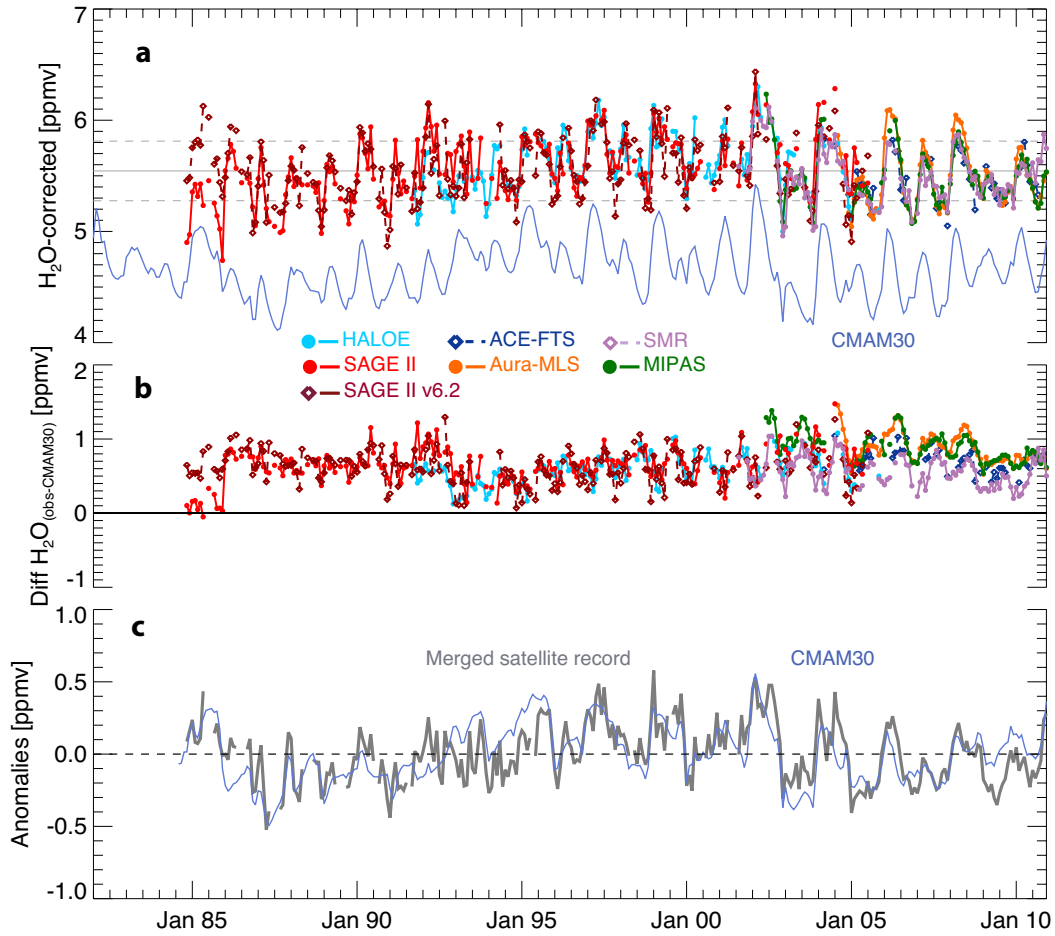 a
H2O-corrected [ppmv]
7
6
5
4
CMAM30
HALOE
ACE-FTS
SMR
SAGE II
Aura-MLS
MIPAS
SAGE II v6.2
b
Diff H2O(obs-CMAM30) [ppmv]
2
1
0
-1
c
Anomalies [ppmv]
1.0
0.5
0.0
-0.5
-1.0
Merged satellite record
CMAM30
Jan 85
Jan 90
Jan 95
Jan 00
Jan 05
Jan 10